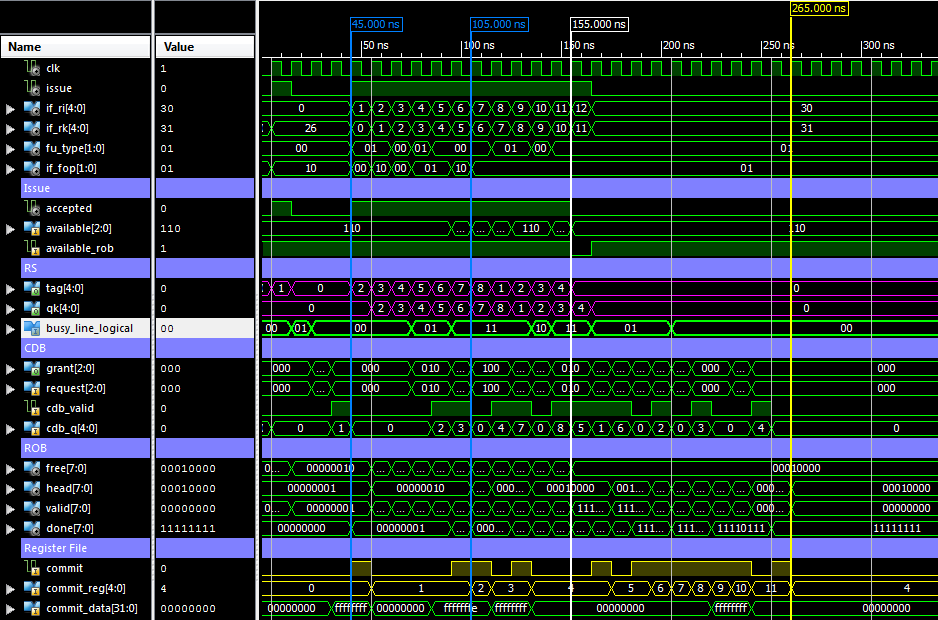 265.000 ns
45.000 ns 105.000 ns 155.000 ns
Name Value 50 ns 100 ns 150 ns 200 ns 250 ns 300 ns
clk 1
issue 0
if_ri[4:0] 30 0 1 2 3 4 5 6 7 8 9 10 11 12 30
if_rk[4:0] 31 26 0 1 2 3 4 5 6 7 8 9 10 11 31
fu_type[1:0] 01 00 01 00 01 00 01 00 01
if_fop[1:0] 01 10 00 10 00 01 10 01
Issue
accepted 0
available[2:0] 110 110 ... ... ... 110 ... 110
available_rob 1
RS
tag[4:0] 0 1 0 2 3 4 5 6 7 8 1 2 3 4 0
qk[4:0] 0 0 2 3 4 5 6 7 8 1 2 3 4 0
busy_line_logical 00 00 01 00 01 11 10 11 01 00
CDB
grant[2:0] 000 000 ... 000 010 ... 100 ... ... 010 ... ... ... ... ... 000 ... ... 000
request[2:0] 000 000 ... 000 010 ... 100 ... ... 010 ... ... ... ... ... 000 ... ... 000
cdb_valid 0
cdb_q[4:0] 0 0 1 0 2 3 0 4 7 0 8 5 1 6 0 2 0 3 0 4 0
ROB
free[7:0] 00010000 0... 00000010 ... ... ... ... ... ... ... ... ... ... 00010000
head[7:0] 00010000 00000001 00000010 ... 000... ... 00010000 001... ... ... ... ... ... 000... 00010000
valid[7:0] 00000000 0... 0000001 ... ... ... ... ... ... ... ... ... ... 111... 111... ... ... ... ... ... 000... 00000000
done[7:0] 11111111 00000000 00000001 ... 000... ... ... ... ... ... 111... 111... 11110111 11111111
Register File
commit 0
commit_reg[4:0] 4 0 1 2 3 4 5 6 7 8 9 10 11 4
commit_data[31:0] 00000000 00000000 ffffffff 00000000 fffffffe ffffffff 00000000 ffffffff 00000000